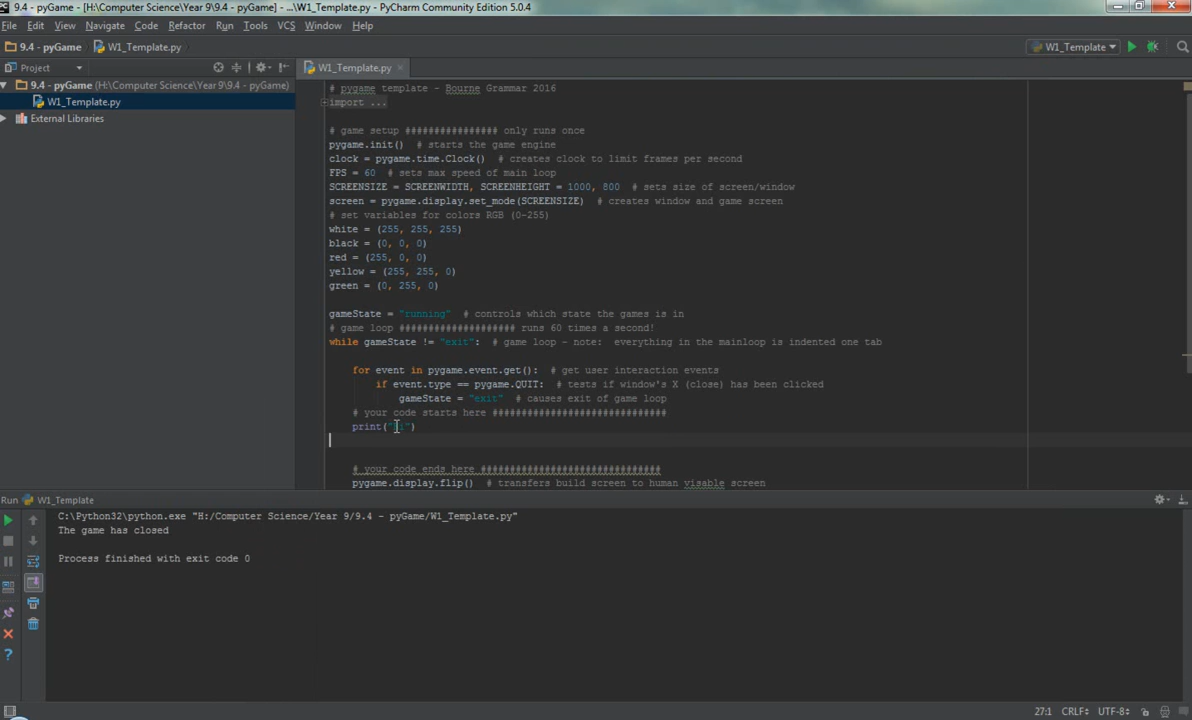 9.4 - pyGame - [H:\Computer Science\Year 9\9.4 - pyGame] - ...\W1_Template.py - PyCharm Community Edition 5.0.4
File Edit View Navigate Code Refactor Run Tools VCS Window Help
9.4 - pyGame W1_Template.py W1_Template
Project W1_Template.py
9.4 - pyGame (H:\Computer Science\Year 9\9.4 - pyGame)
W1_Template.py
External Libraries
# pygame template - Bourne Grammar 2016
import ...
# game setup ################ only runs once
pygame.init()  # starts the game engine
clock = pygame.time.Clock()  # creates clock to limit frames per second
FPS = 60  # sets max speed of main loop
SCREENSIZE = SCREENWIDTH, SCREENHEIGHT = 1000, 800  # sets size of screen/window
screen = pygame.display.set_mode(SCREENSIZE)  # creates window and game screen
# set variables for colors RGB (0-255)
white = (255, 255, 255)
black = (0, 0, 0)
red = (255, 0, 0)
yellow = (255, 255, 0)
green = (0, 255, 0)
gameState = "running"  # controls which state the games is in
# game loop #################### runs 60 times a second!
while gameState != "exit":  # game loop - note:  everything in the mainloop is indented one tab
for event in pygame.event.get():  # get user interaction events
if event.type == pygame.QUIT:  # tests if window's X (close) has been clicked
gameState = "exit"  # causes exit of game loop
# your code starts here ##############################
print(
# your code ends here ###############################
pygame.display.flip()  # transfers build screen to human visable screen
Run W1_Template
C:\Python32\python.exe "H:/Computer Science/Year 9/9.4 - pyGame/W1_Template.py"
The game has closed
Process finished with exit code 0
27:1 CRLF UTF-8